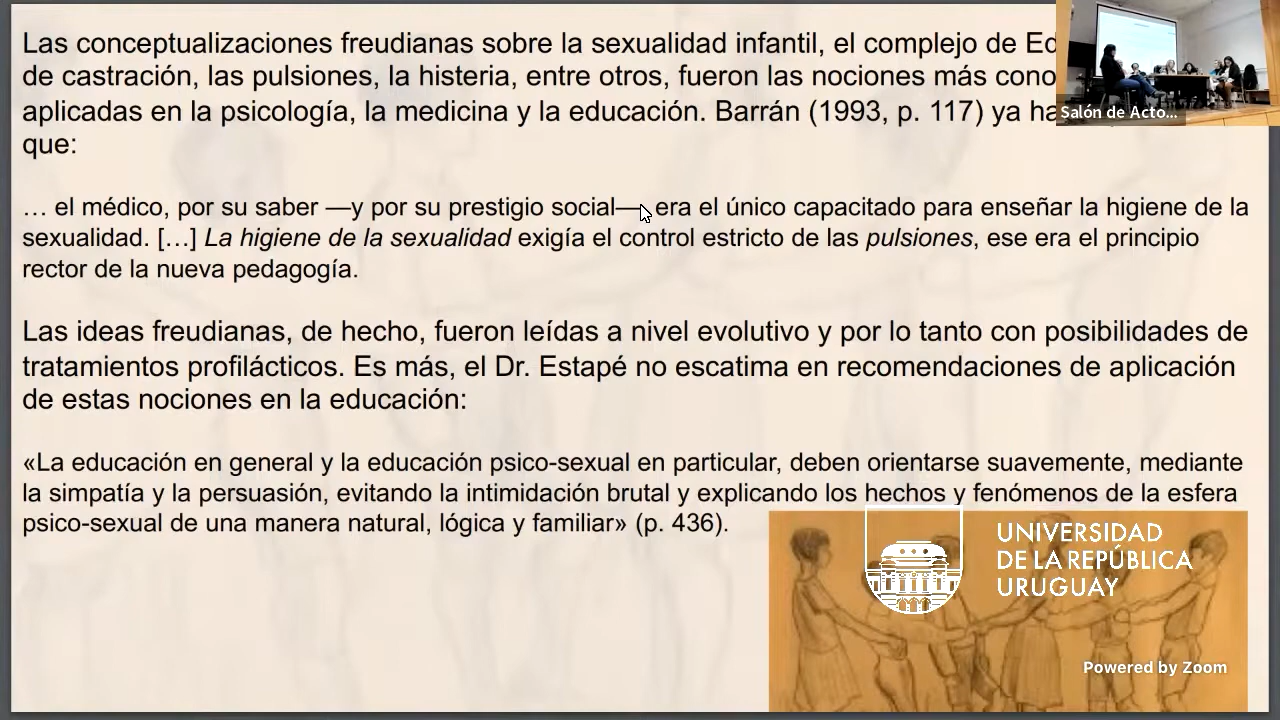 Las conceptualizaciones freudianas sobre la sexualidad infantil, el complejo de
de castración, las pulsiones, la histeria, entre otros, fueron las nociones más
aplicadas en la psicología, la medicina y la educación. Barrán (1993, p. 117) ya
que:
… el médico, por su saber —y por su prestigio social— era el único capacitado para enseñar la higiene de la
sexualidad. […] La higiene de la sexualidad exigía el control estricto de las pulsiones, ese era el principio
rector de la nueva pedagogía.
Las ideas freudianas, de hecho, fueron leídas a nivel evolutivo y por lo tanto con posibilidades de
tratamientos profilácticos. Es más, el Dr. Estapé no escatima en recomendaciones de aplicación
de estas nociones en la educación:
«La educación en general y la educación psico-sexual en particular, deben orientarse suavemente, mediante
la simpatía y la persuasión, evitando la intimidación brutal y explicando los hechos y fenómenos de la esfera
psico-sexual de una manera natural, lógica y familiar» (p. 436).
Salón de Acto...
UNIVERSIDAD
DE LA REPÚBLICA
URUGUAY
Powered by Zoom